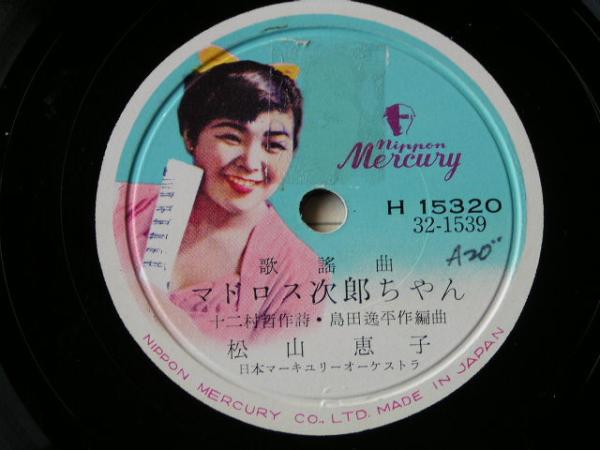 Nippon
Mercury
H 15320
32-1539
A20"
歌謡曲
マドロス次郎ちやん
十二村哲作詩・島田逸平作編曲
松山恵子
日本マーキユリーオーケストラ
NIPPON MERCURY CO., LTD. MADE IN JAPAN